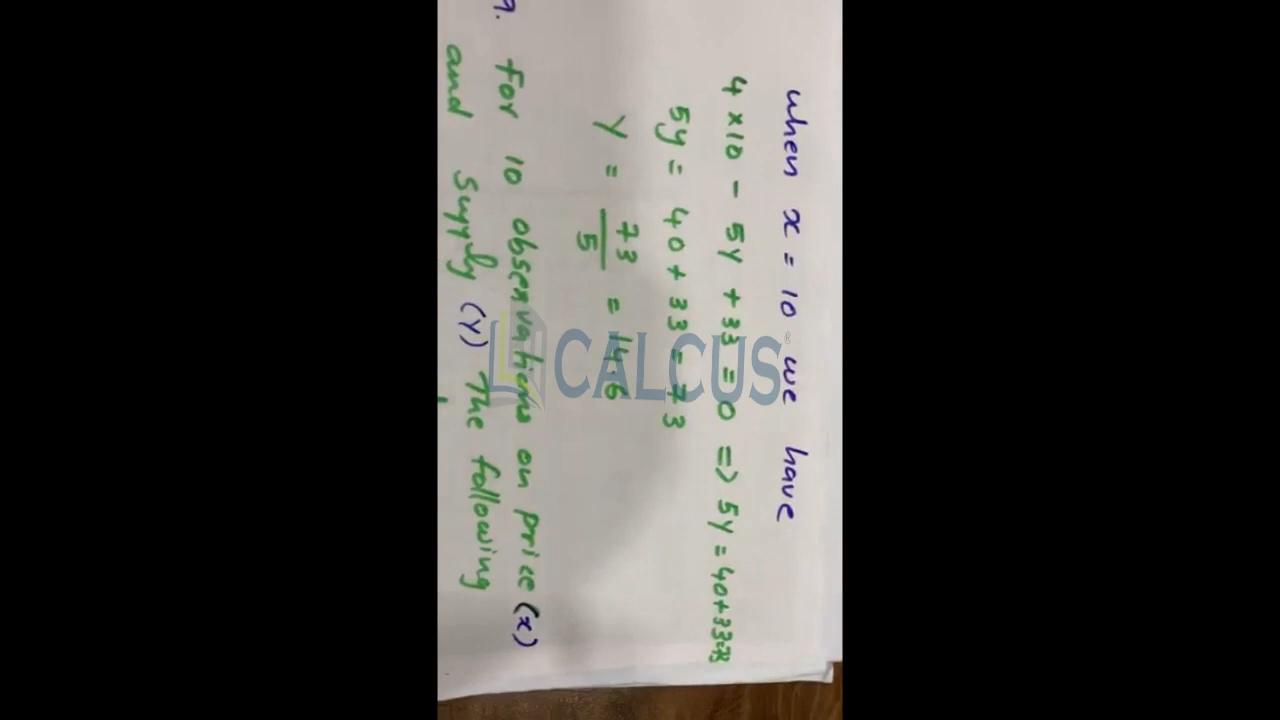 when x = 10 we have
4 x10 - 5y + 33 = 0 => 5y = 40+33=73
5y = 40 + 33 = 73
y = 73/5 = 14.6
9. For 10 observations on price (x)
and supply (y) The following
CALCUS®